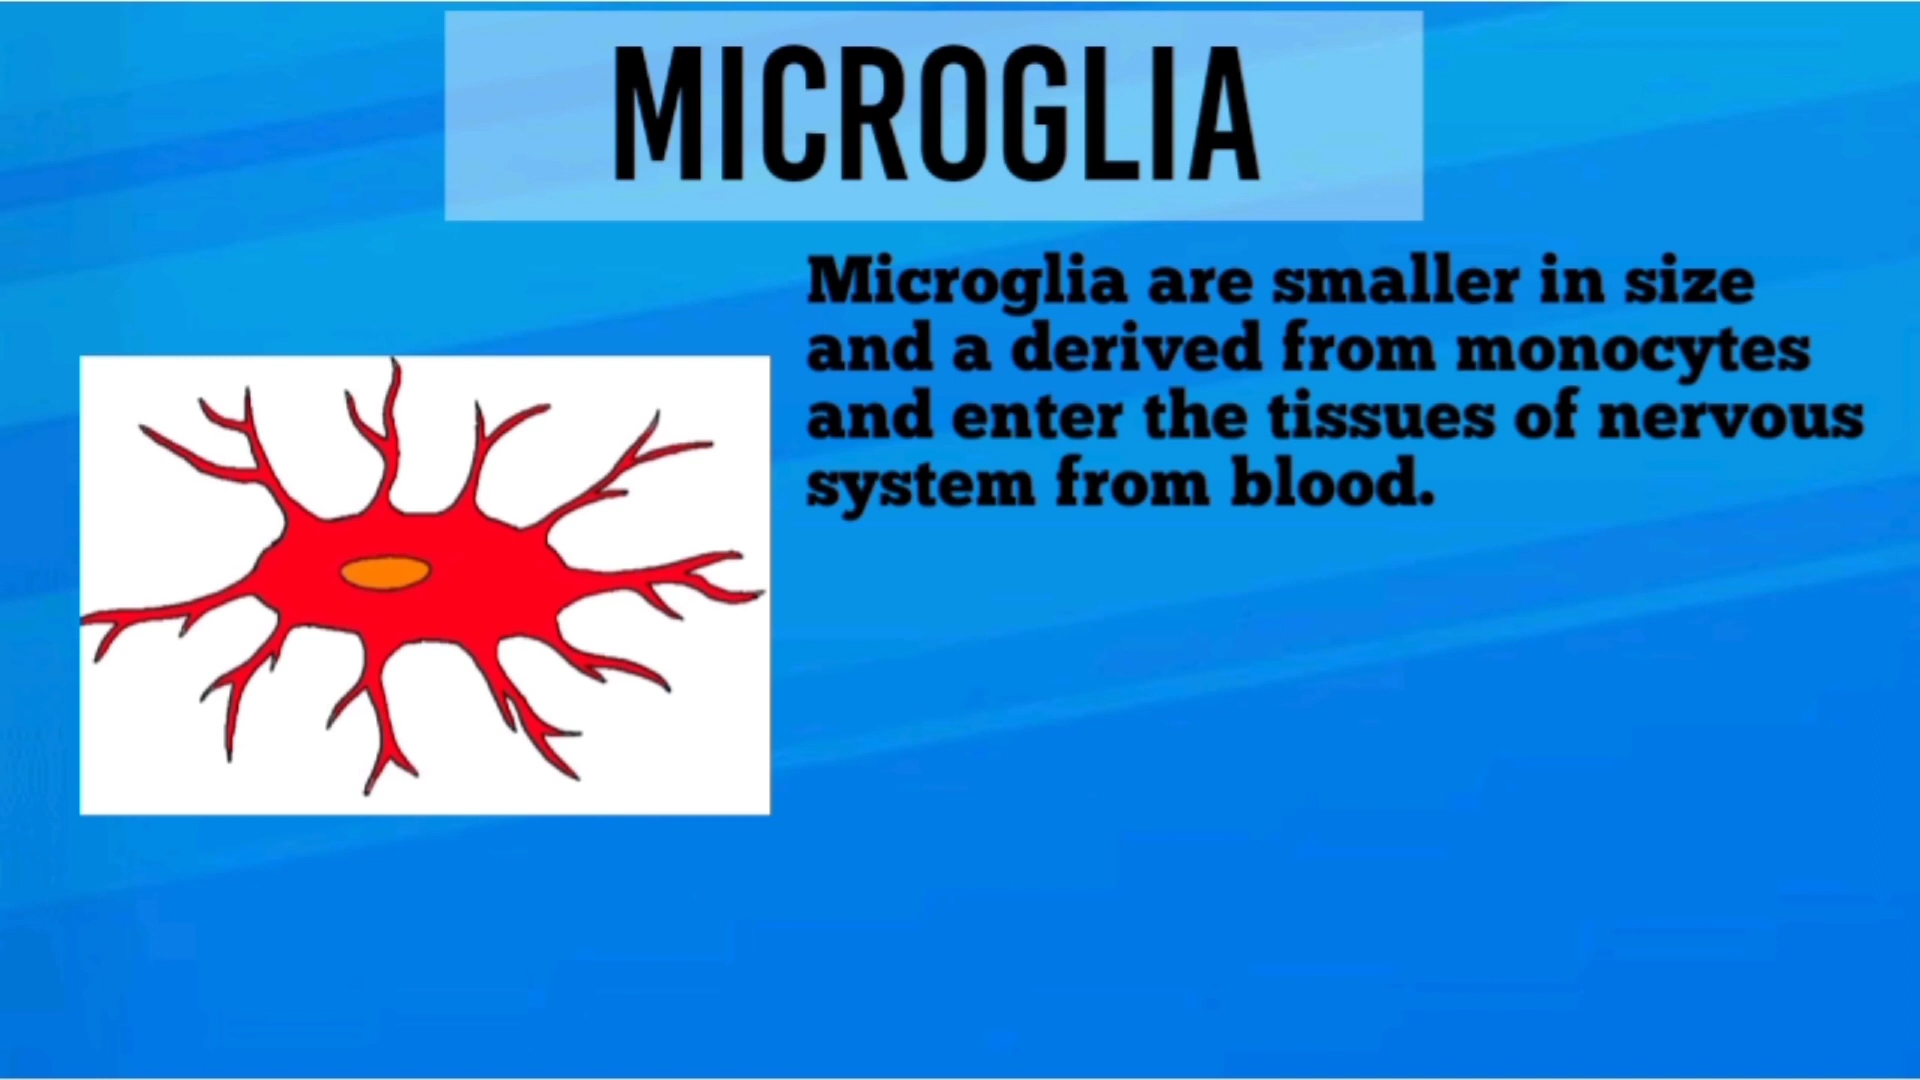 MICROGLIA
Microglia are smaller in size
and a derived from monocytes
and enter the tissues of nervous
system from blood.